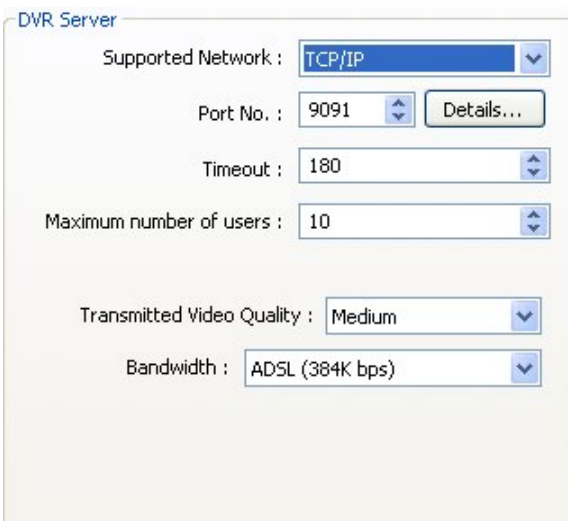 DVR Server
Supported Network : TCP/IP
Port No. : 9091 Details...
Timeout : 180
Maximum number of users : 10
Transmitted Video Quality : Medium
Bandwidth : ADSL (384K bps)